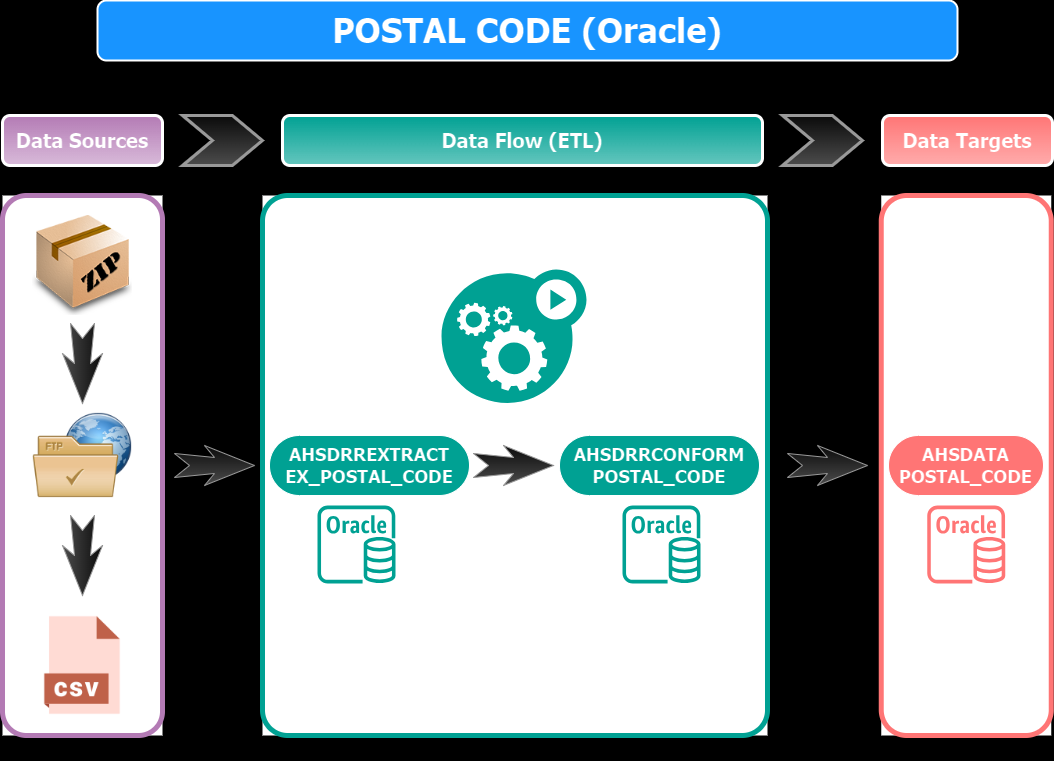 POSTAL CODE (Oracle)
Data Sources
Data Flow (ETL)
Data Targets
ZIP
FTP
CSV
AHSDRREXTRACT
EX_POSTAL_CODE
Oracle
AHSDRRCONFORM
POSTAL_CODE
Oracle
AHSDATA
POSTAL_CODE
Oracle